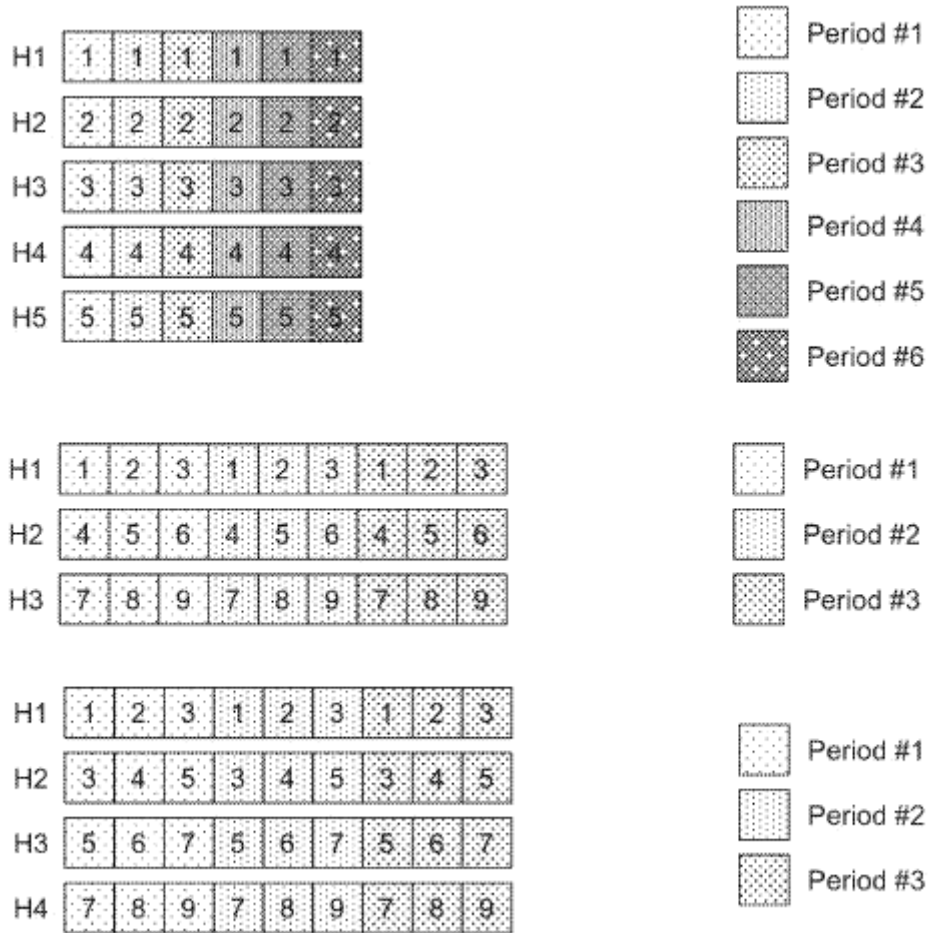 H1 1 1 1 1 1 1 Period #1
H2 2 2 2 2 2 2 Period #2
H3 3 3 3 3 3 3 Period #3
H4 4 4 4 4 4 4 Period #4
H5 5 5 5 5 5 5 Period #5
Period #6
H1 1 2 3 1 2 3 1 2 3 Period #1
H2 4 5 6 4 5 6 4 5 6 Period #2
H3 7 8 9 7 8 9 7 8 9 Period #3
H1 1 2 3 1 2 3 1 2 3
H2 3 4 5 3 4 5 3 4 5 Period #1
H3 5 6 7 5 6 7 5 6 7 Period #2
H4 7 8 9 7 8 9 7 8 9 Period #3